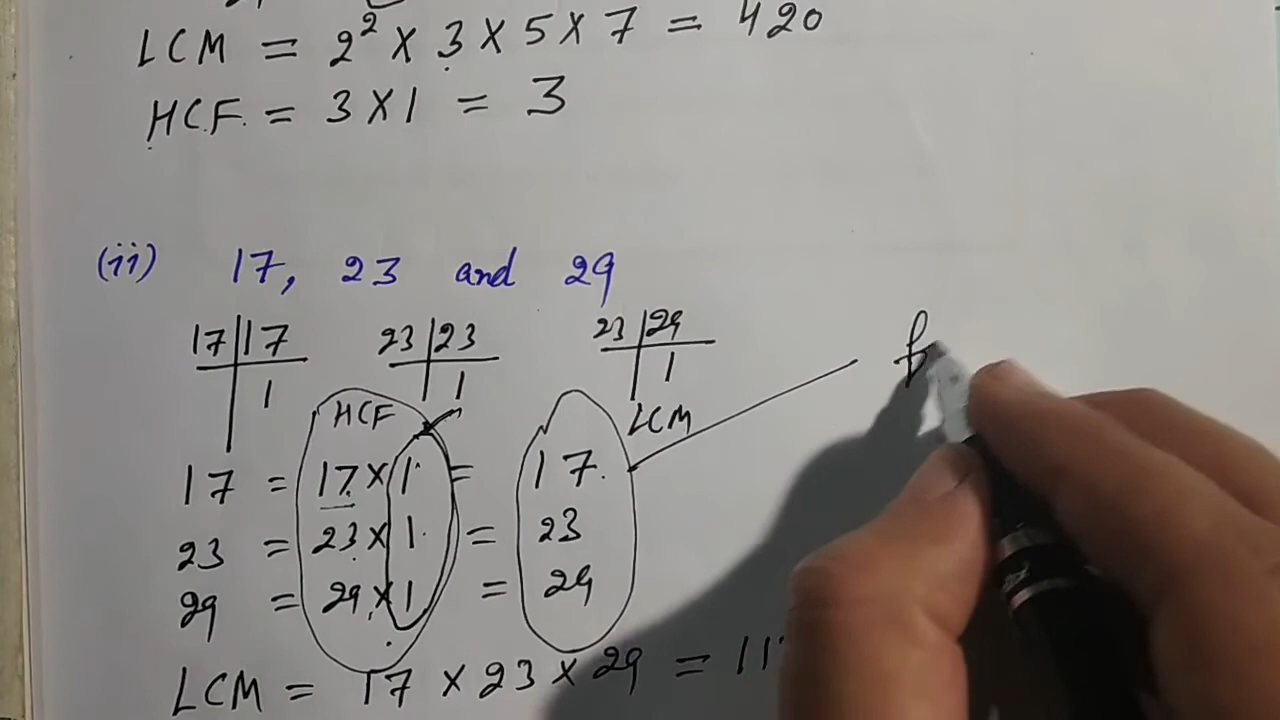 LCM = 2² × 3 × 5 × 7 = 420
H.C.F. = 3 × 1 = 3
(ii) 17, 23 and 29
17 | 17 23 | 23 23 | 29
1 1 1
HCF LCM
17 = 17 × 1 = 17
23 = 23 × 1 = 23
29 = 29 × 1 = 29
LCM = 17 × 23 × 29 = 11